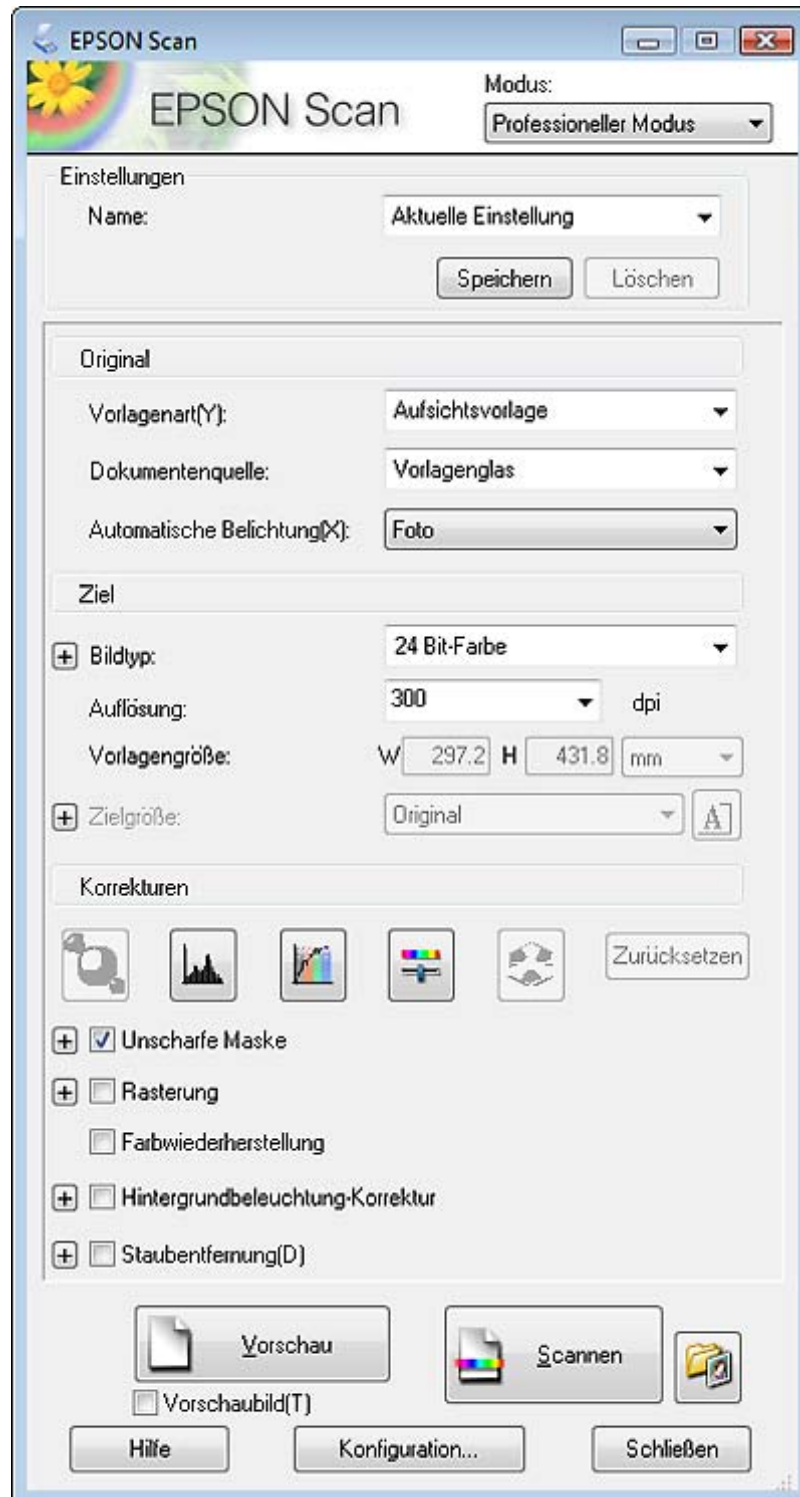 EPSON Scan
EPSON Scan
Modus:
Professioneller Modus
Einstellungen
Name: Aktuelle Einstellung
Speichern Löschen
Original
Vorlagenart(Y): Aufsichtsvorlage
Dokumentenquelle: Vorlagenglas
Automatische Belichtung(X): Foto
Ziel
Bildtyp: 24 Bit-Farbe
Auflösung: 300 dpi
Vorlagengröße: W 297.2 H 431.8 mm
Zielgröße: Original A
Korrekturen
Zurücksetzen
Unscharfe Maske
Rasterung
Farbwiederherstellung
Hintergrundbeleuchtung-Korrektur
Staubentfernung(D)
Vorschau Scannen
Vorschaubild(T)
Hilfe Konfiguration... Schließen